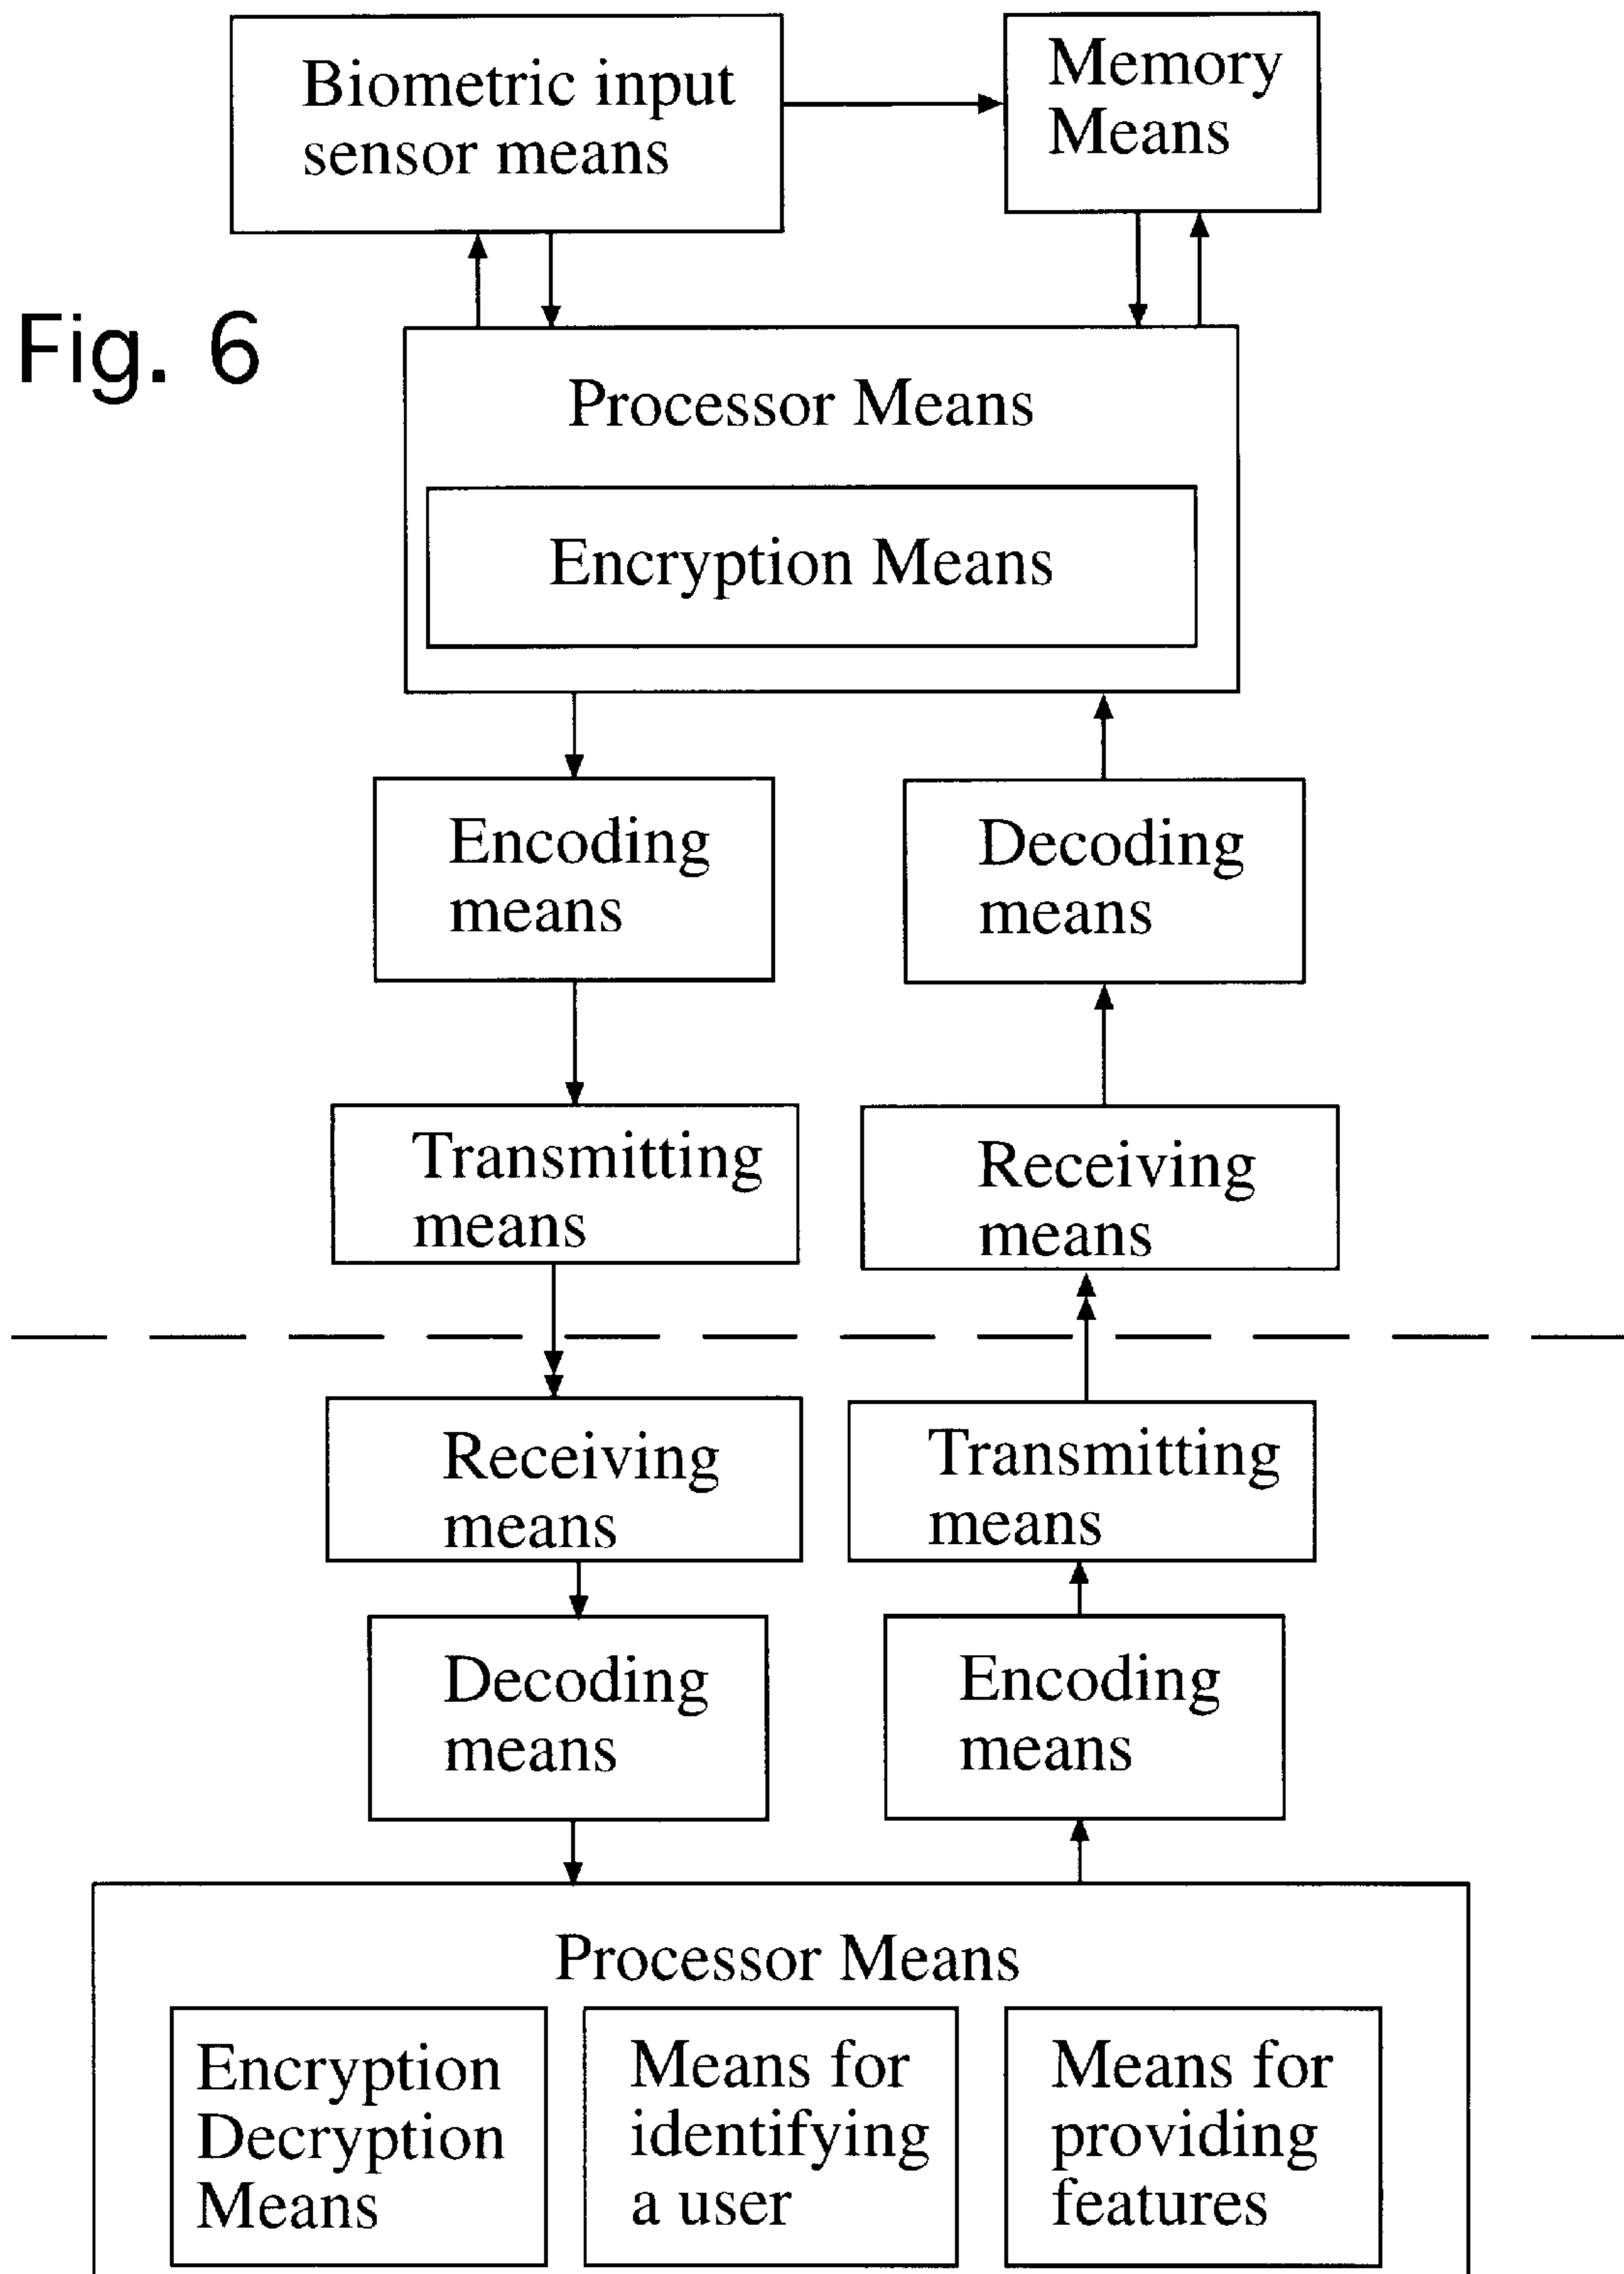 Biometric input
sensor means
Memory
Means
Fig. 6
Processor Means
Encryption Means
Encoding
means
Decoding
means
Transmitting
means
Receiving
means
Receiving
means
Transmitting
means
Decoding
means
Encoding
means
Processor Means
Encryption
Decryption
Means
Means for
identifying
a user
Means for
providing
features